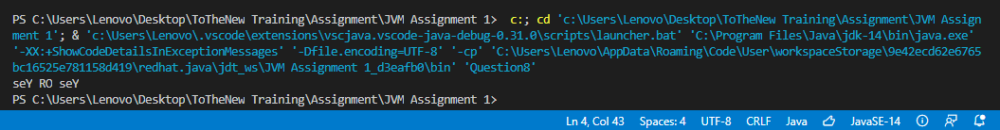 PS C:\Users\Lenovo\Desktop\ToTheNew Training\Assignment\JVM Assignment 1>  c:; cd 'c:\Users\Lenovo\Desktop\ToTheNew Training\Assignment\JVM Assign
ment 1'; & 'c:\Users\Lenovo\.vscode\extensions\vscjava.vscode-java-debug-0.31.0\scripts\launcher.bat' 'C:\Program Files\Java\jdk-14\bin\java.exe'
'-XX:+ShowCodeDetailsInExceptionMessages' '-Dfile.encoding=UTF-8' '-cp' 'C:\Users\Lenovo\AppData\Roaming\Code\User\workspaceStorage\9e42ecd62e6765
bc16525e781158d419\redhat.java\jdt_ws\JVM Assignment 1_d3eafb0\bin' 'Question8'
seY RO seY
PS C:\Users\Lenovo\Desktop\ToTheNew Training\Assignment\JVM Assignment 1>
Ln 4, Col 43 Spaces: 4 UTF-8 CRLF Java JavaSE-14